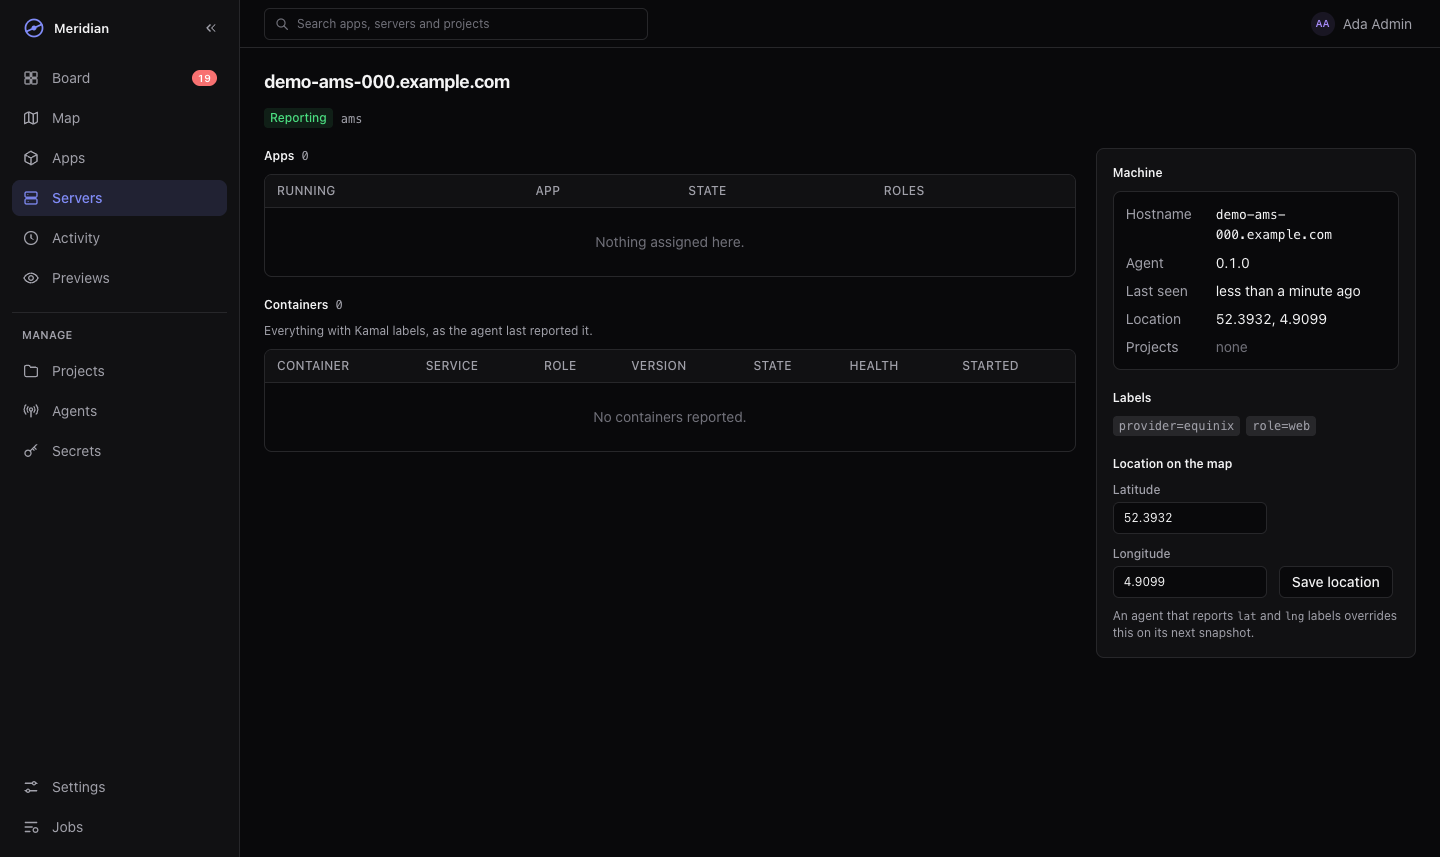 Meridian
Board 19
Map
Apps
Servers
Activity
Previews
MANAGE
Projects
Agents
Secrets
Settings
Jobs
Search apps, servers and projects
AA Ada Admin
demo-ams-000.example.com
Reporting ams
Apps 0
RUNNING APP STATE ROLES
Nothing assigned here.
Containers 0
Everything with Kamal labels, as the agent last reported it.
CONTAINER SERVICE ROLE VERSION STATE HEALTH STARTED
No containers reported.
Machine
Hostname demo-ams-
000.example.com
Agent 0.1.0
Last seen less than a minute ago
Location 52.3932, 4.9099
Projects none
Labels
provider=equinix role=web
Location on the map
Latitude
52.3932
Longitude
4.9099 Save location
An agent that reports lat and lng labels overrides
this on its next snapshot.